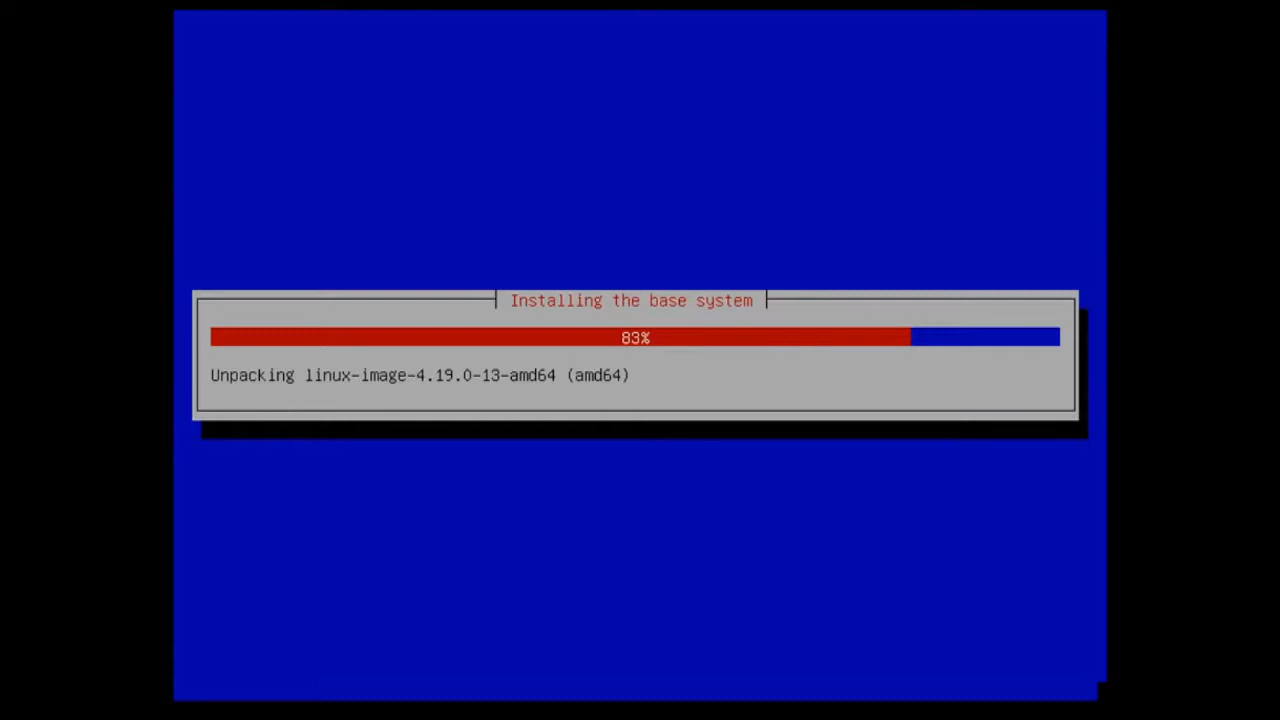 Installing the base system
83%
Unpacking linux-image-4.19.0-13-amd64 (amd64)